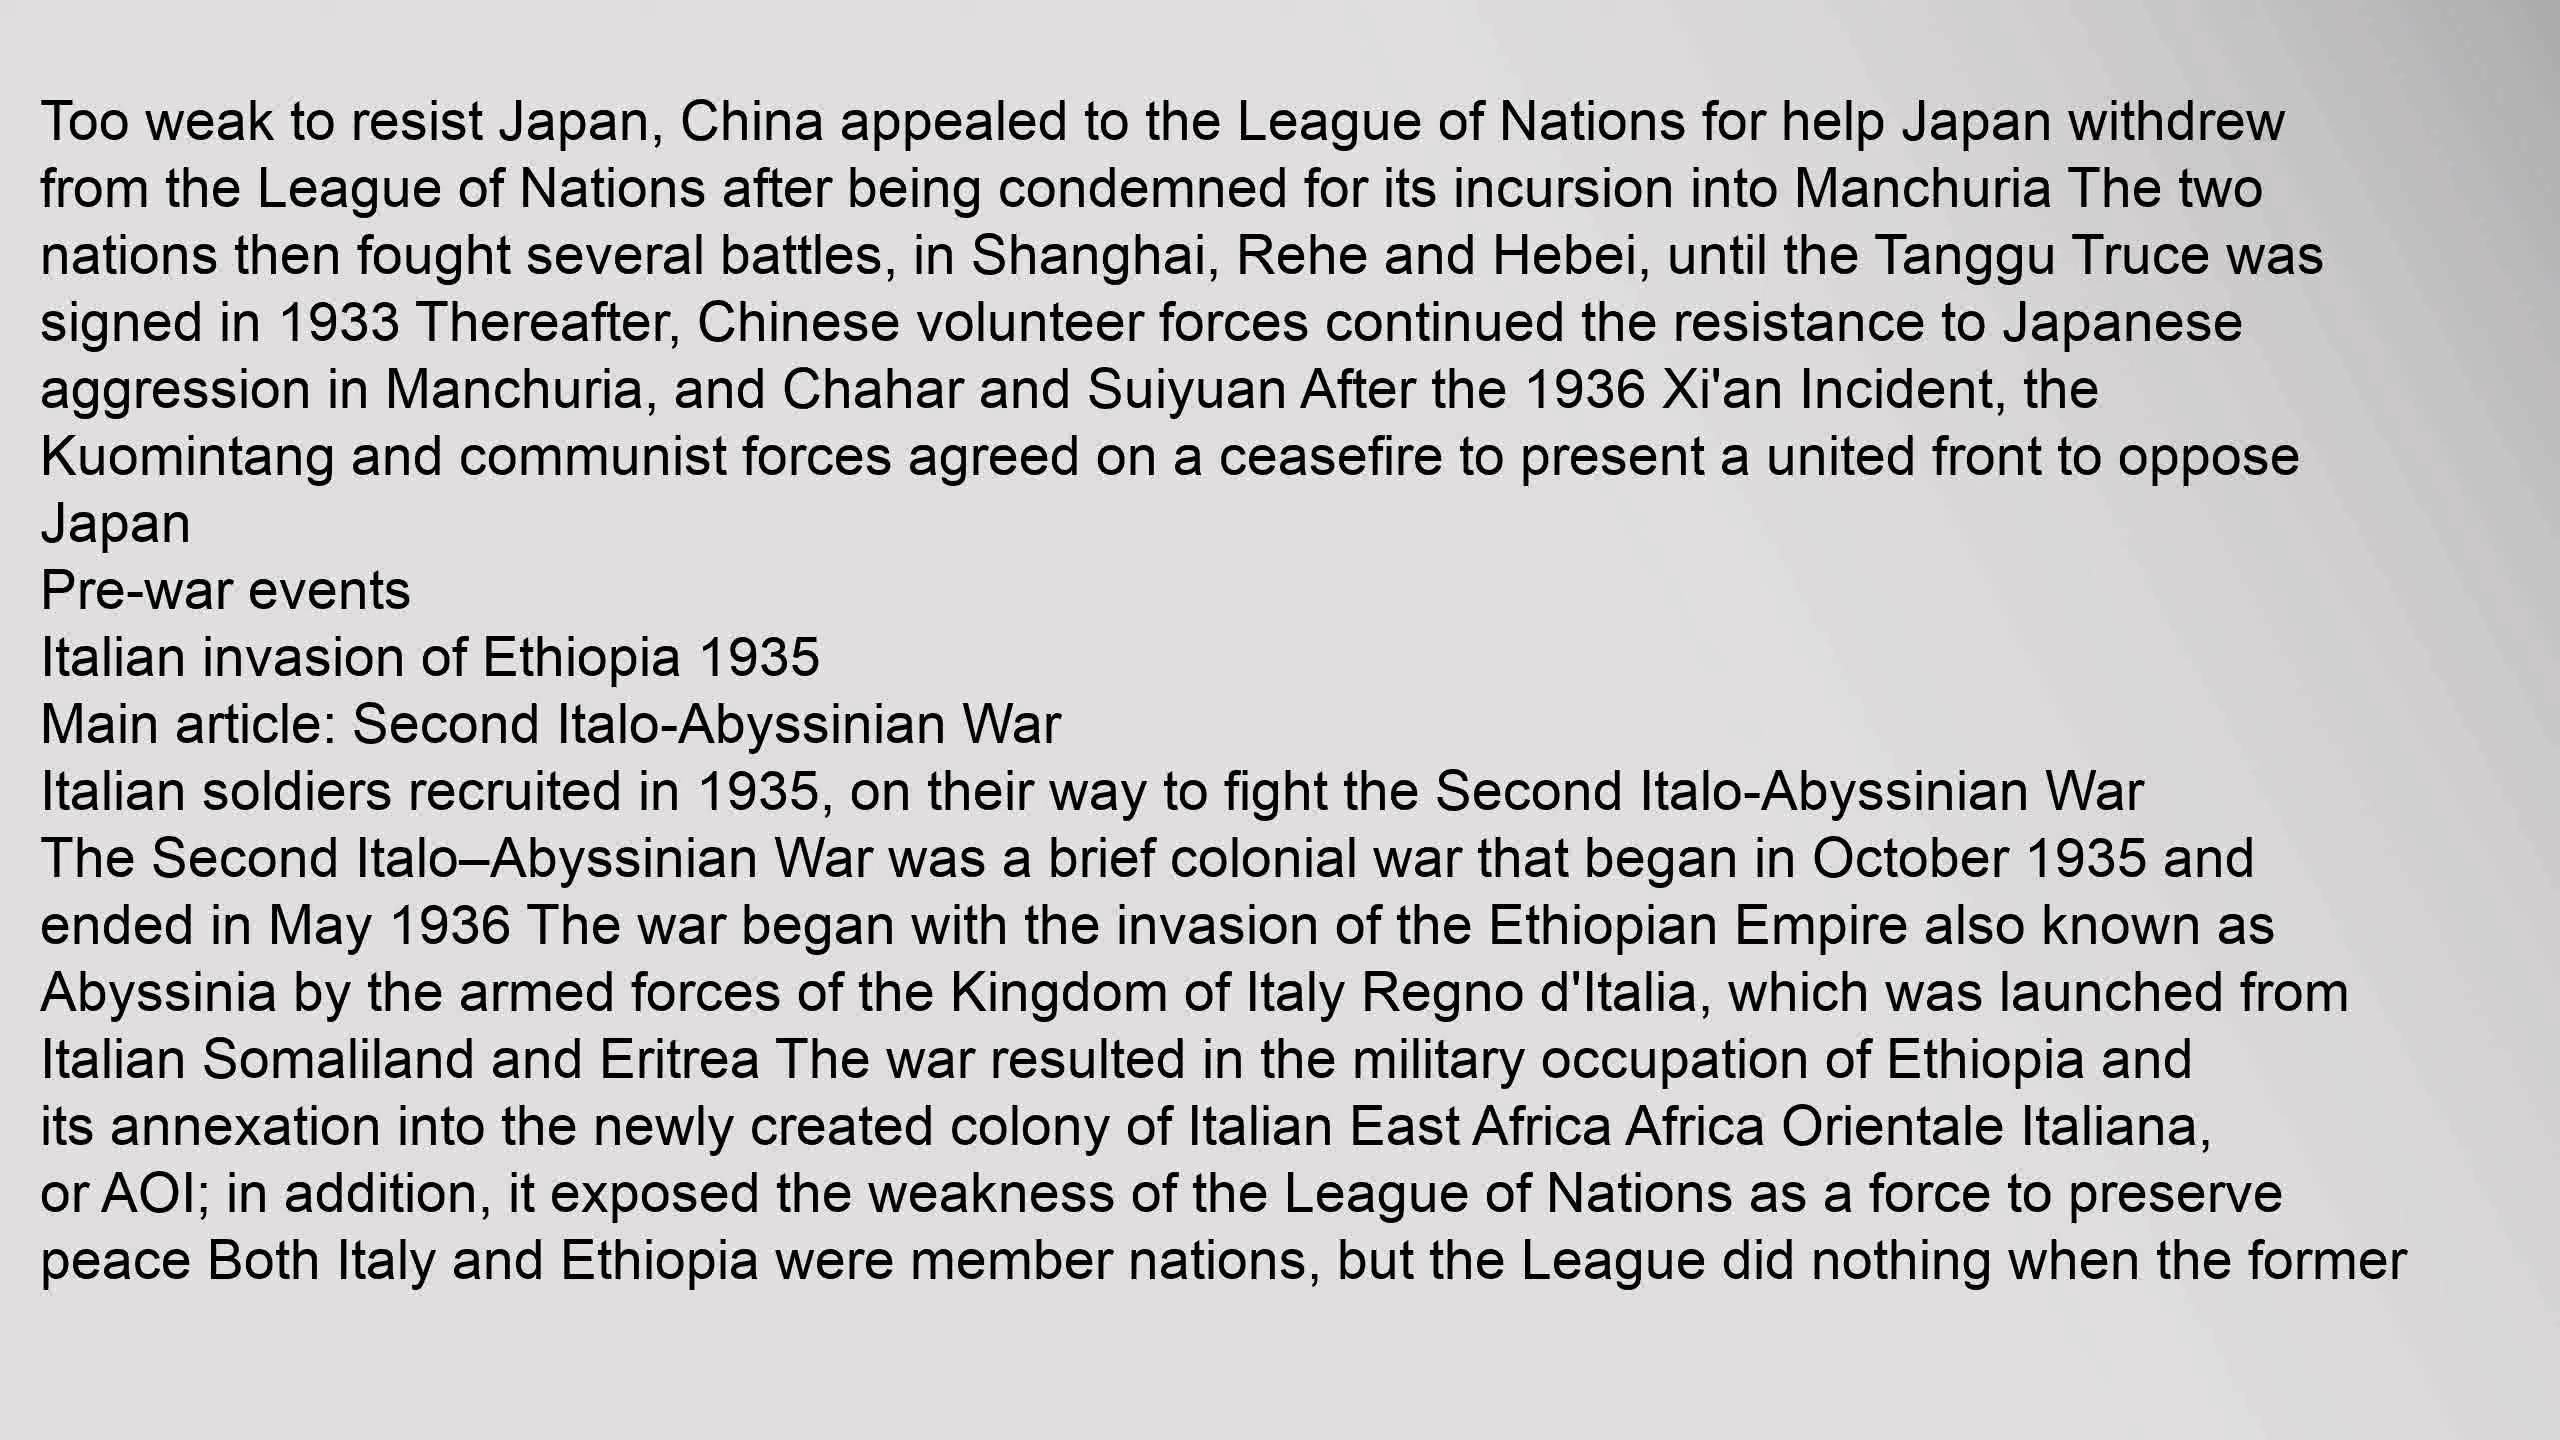 Too weak to resist Japan, China appealed to the League of Nations for help Japan withdrew
from the League of Nations after being condemned for its incursion into Manchuria The two
nations then fought several battles, in Shanghai, Rehe and Hebei, until the Tanggu Truce was
signed in 1933 Thereafter, Chinese volunteer forces continued the resistance to Japanese
aggression in Manchuria, and Chahar and Suiyuan After the 1936 Xi'an Incident, the
Kuomintang and communist forces agreed on a ceasefire to present a united front to oppose
Japan
Pre-war events
Italian invasion of Ethiopia 1935
Main article: Second Italo-Abyssinian War
Italian soldiers recruited in 1935, on their way to fight the Second Italo-Abyssinian War
The Second Italo–Abyssinian War was a brief colonial war that began in October 1935 and
ended in May 1936 The war began with the invasion of the Ethiopian Empire also known as
Abyssinia by the armed forces of the Kingdom of Italy Regno d'Italia, which was launched from
Italian Somaliland and Eritrea The war resulted in the military occupation of Ethiopia and
its annexation into the newly created colony of Italian East Africa Africa Orientale Italiana,
or AOI; in addition, it exposed the weakness of the League of Nations as a force to preserve
peace Both Italy and Ethiopia were member nations, but the League did nothing when the former